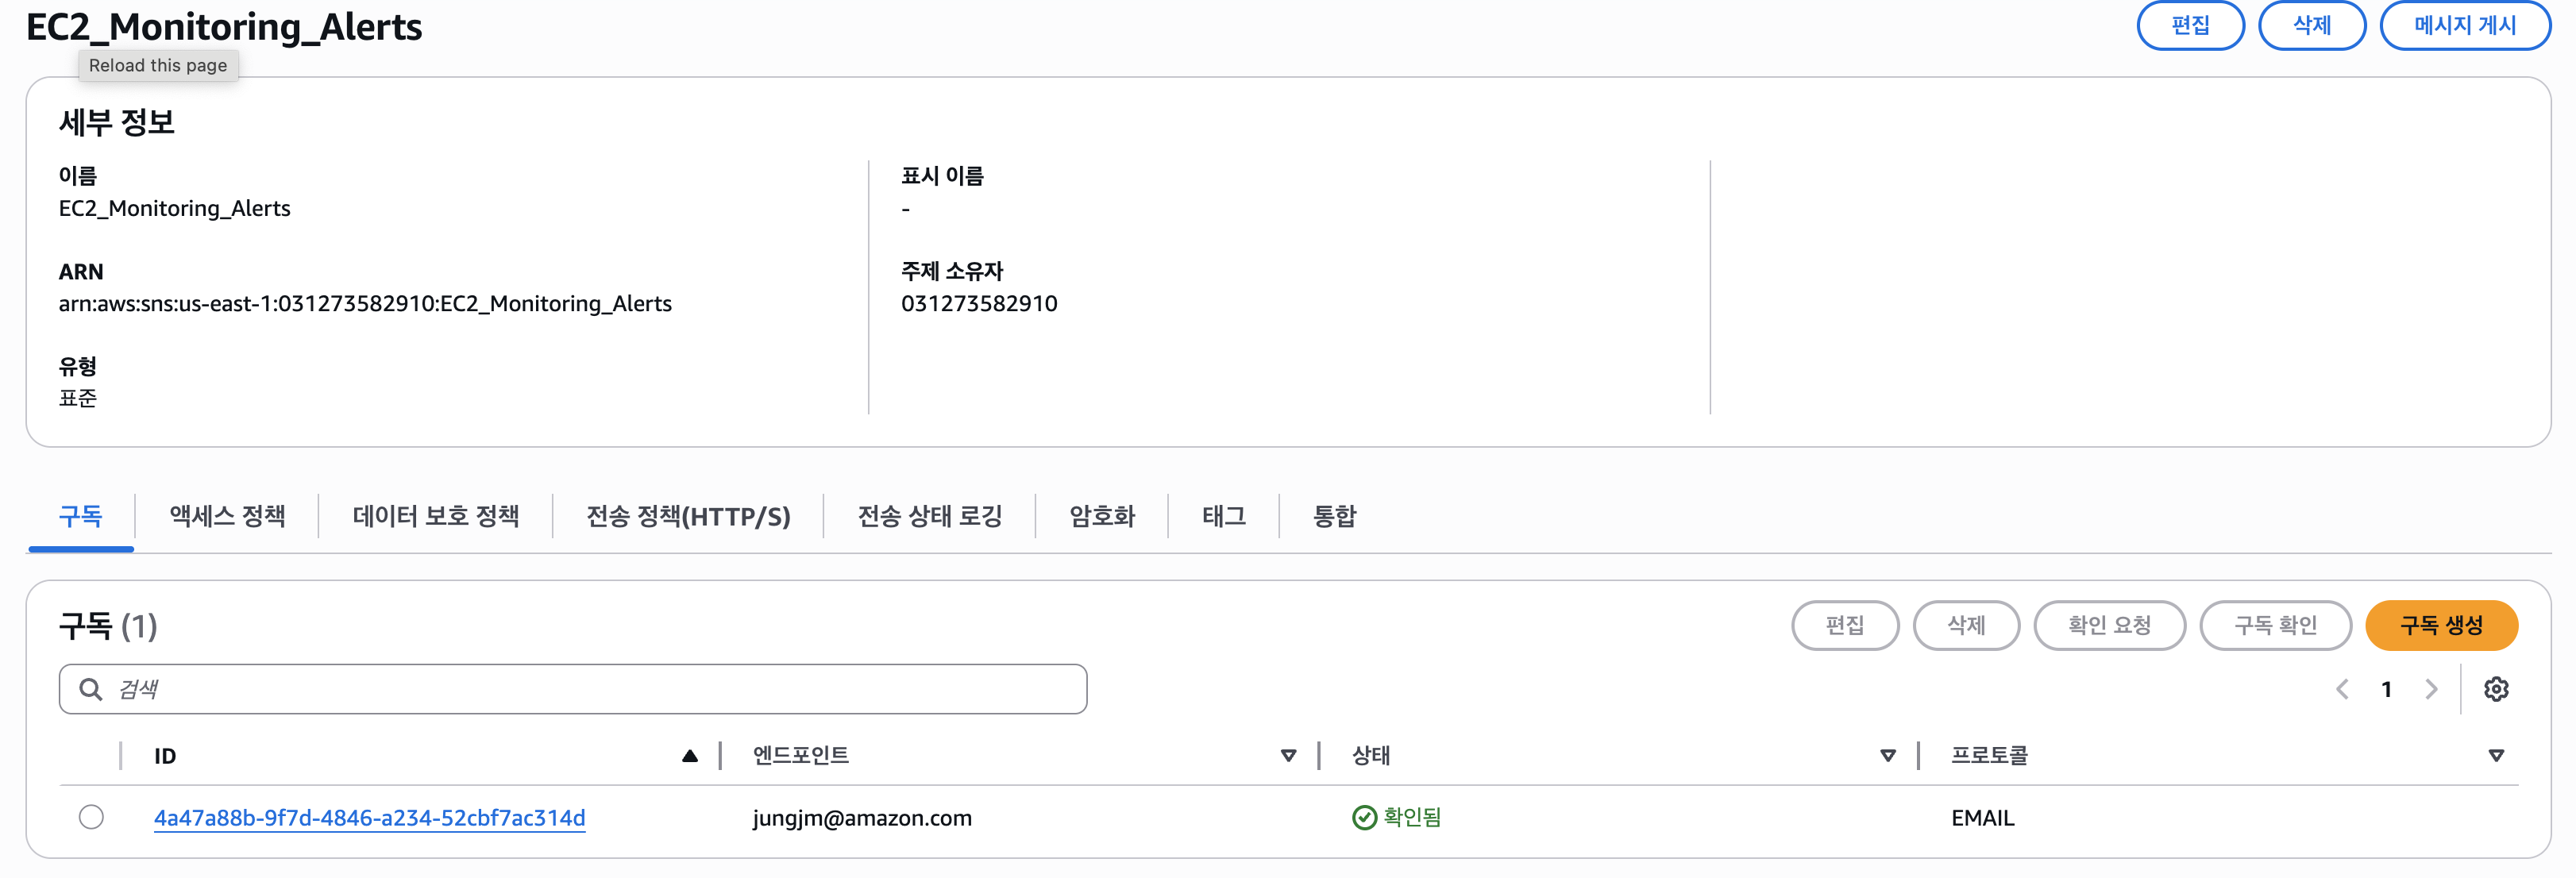 EC2_Monitoring_Alerts
편집
삭제
메시지 게시
Reload this page
세부 정보
이름
EC2_Monitoring_Alerts
표시 이름
-
ARN
arn:aws:sns:us-east-1:031273582910:EC2_Monitoring_Alerts
주제 소유자
031273582910
유형
표준
구독
액세스 정책
데이터 보호 정책
전송 정책(HTTP/S)
전송 상태 로깅
암호화
태그
통합
구독 (1)
편집
삭제
확인 요청
구독 확인
구독 생성
검색
1
ID
엔드포인트
상태
프로토콜
4a47a88b-9f7d-4846-a234-52cbf7ac314d
jungjm@amazon.com
확인됨
EMAIL